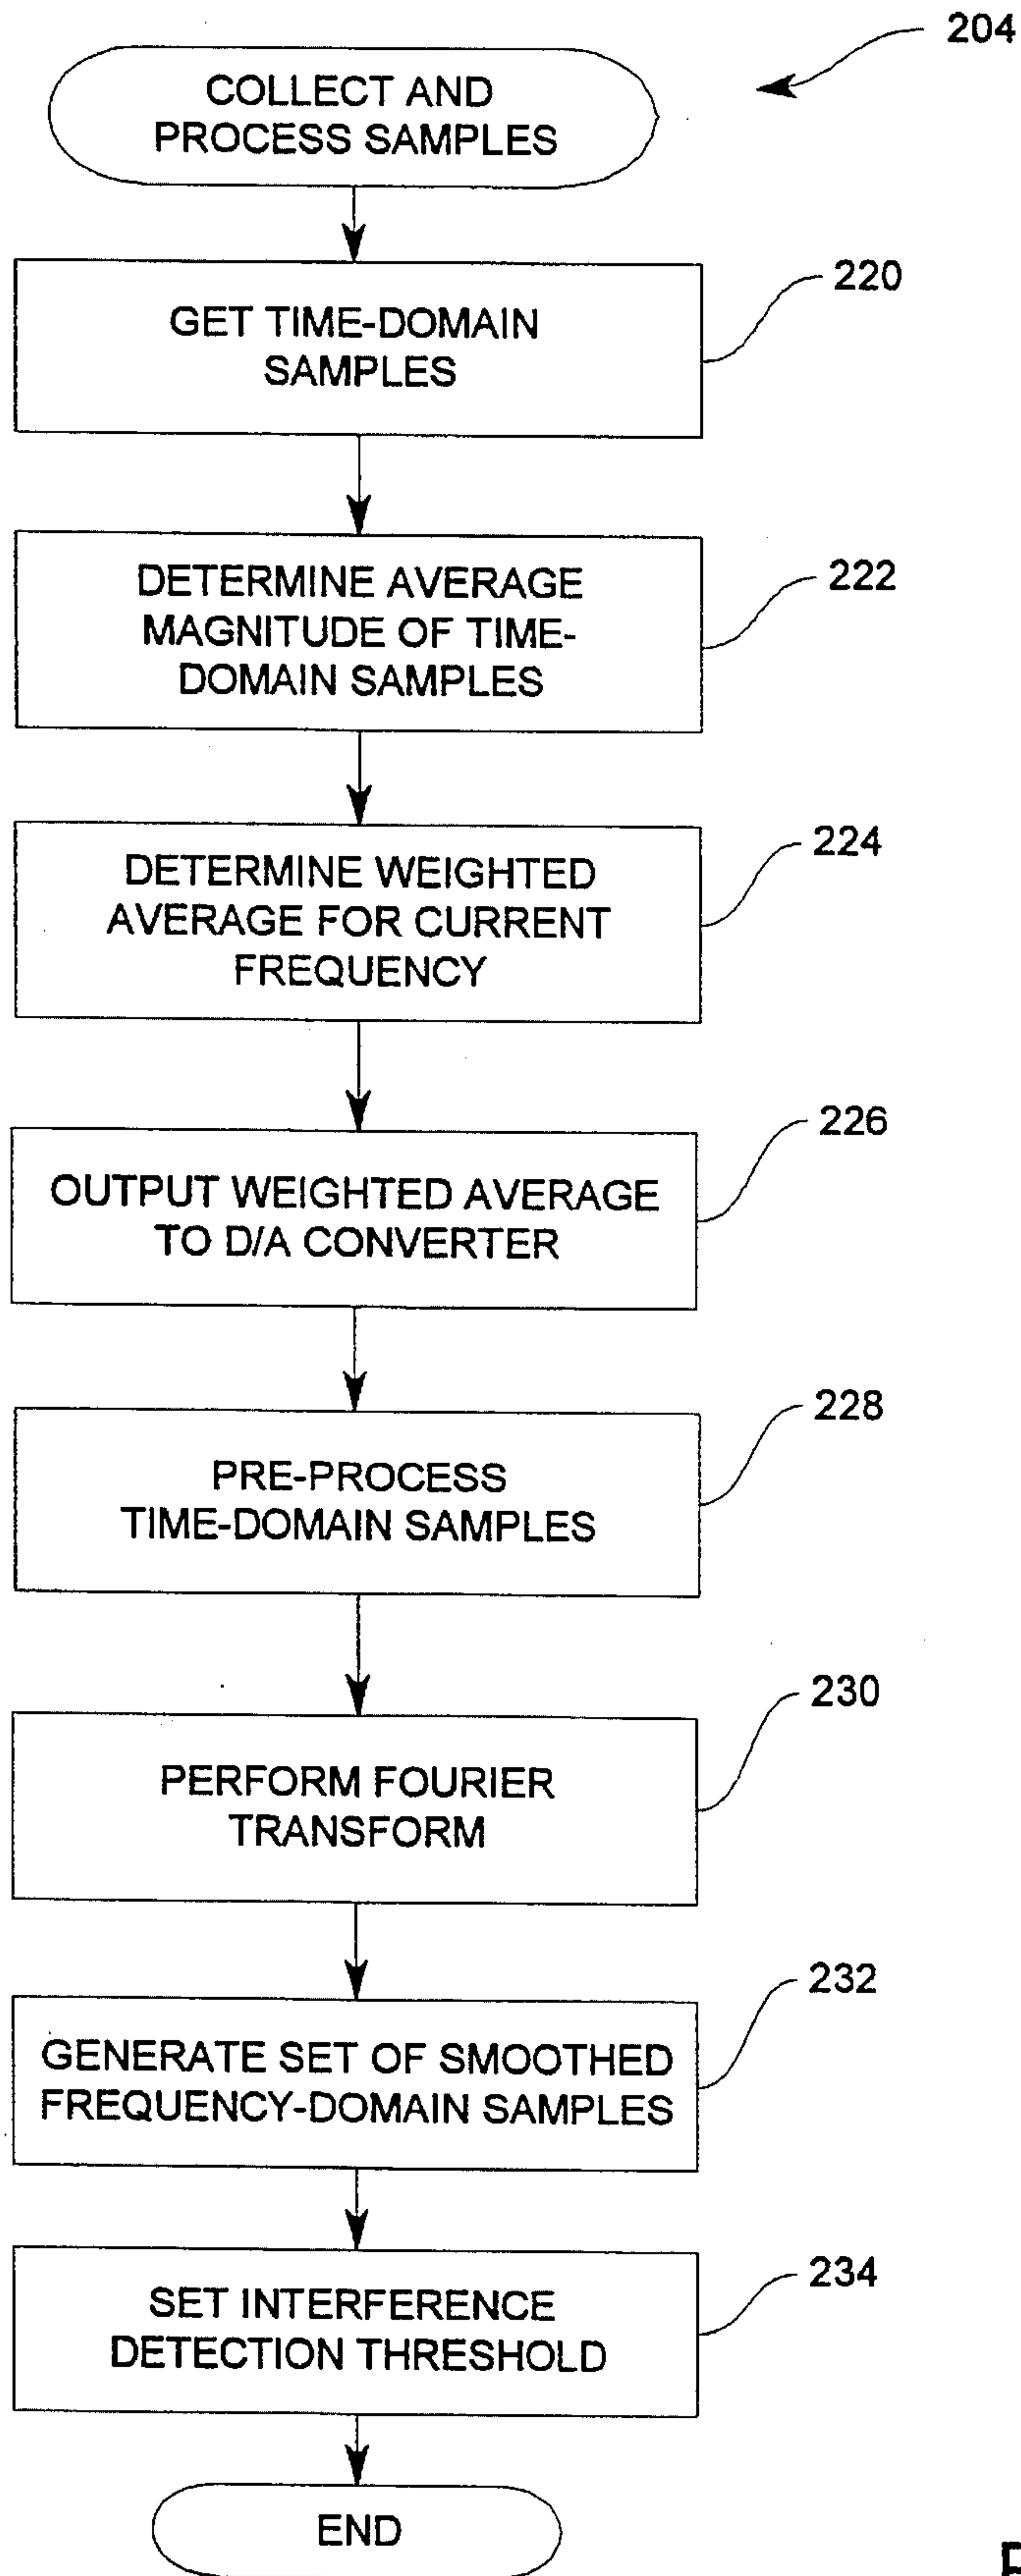 204
COLLECT AND
PROCESS SAMPLES
220
GET TIME-DOMAIN
SAMPLES
222
DETERMINE AVERAGE
MAGNITUDE OF TIME-
DOMAIN SAMPLES
224
DETERMINE WEIGHTED
AVERAGE FOR CURRENT
FREQUENCY
226
OUTPUT WEIGHTED AVERAGE
TO D/A CONVERTER
228
PRE-PROCESS
TIME-DOMAIN SAMPLES
230
PERFORM FOURIER
TRANSFORM
232
GENERATE SET OF SMOOTHED
FREQUENCY-DOMAIN SAMPLES
234
SET INTERFERENCE
DETECTION THRESHOLD
END